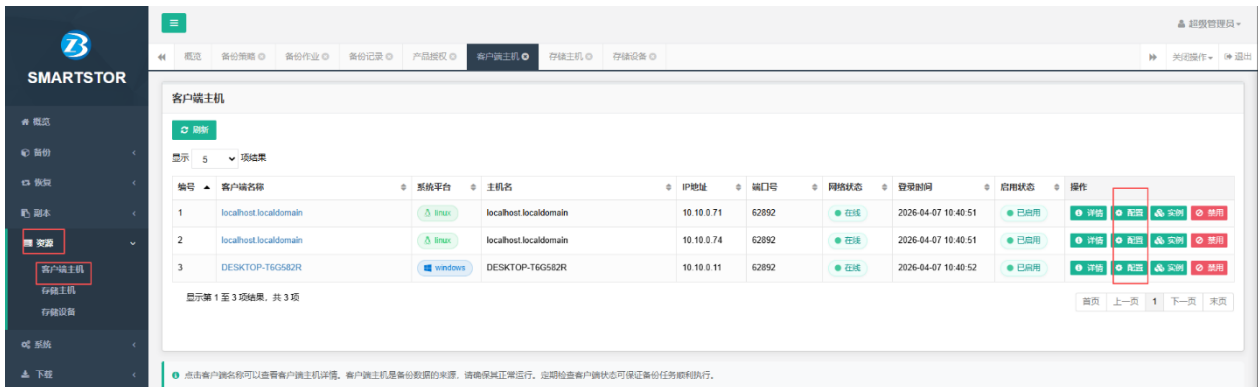 SMARTSTOR
概览
备份
恢复
副本
资源
客户端主机
存储主机
存储设备
系统
下载
超级管理员
概览 备份策略 备份作业 备份记录 产品授权 客户端主机 存储主机 存储设备 关闭操作 退出
客户端主机
刷新
显示 5 项结果
编号 客户端名称 系统平台 主机名 IP地址 端口号 网络状态 登录时间 启用状态 操作
1 localhost.localdomain linux localhost.localdomain 10.10.0.71 62892 在线 2026-04-07 10:40:51 已启用 详情 配置 实例 禁用
2 localhost.localdomain linux localhost.localdomain 10.10.0.74 62892 在线 2026-04-07 10:40:51 已启用 详情 配置 实例 禁用
3 DESKTOP-T6G582R windows DESKTOP-T6G582R 10.10.0.11 62892 在线 2026-04-07 10:40:52 已启用 详情 配置 实例 禁用
显示第 1 至 3 项结果，共 3 项
首页 上一页 1 下一页 末页
点击客户端名称可以查看客户端主机详情。客户端主机是备份数据的来源，请确保其正常运行。定期检查客户端状态可保证备份任务顺利执行。